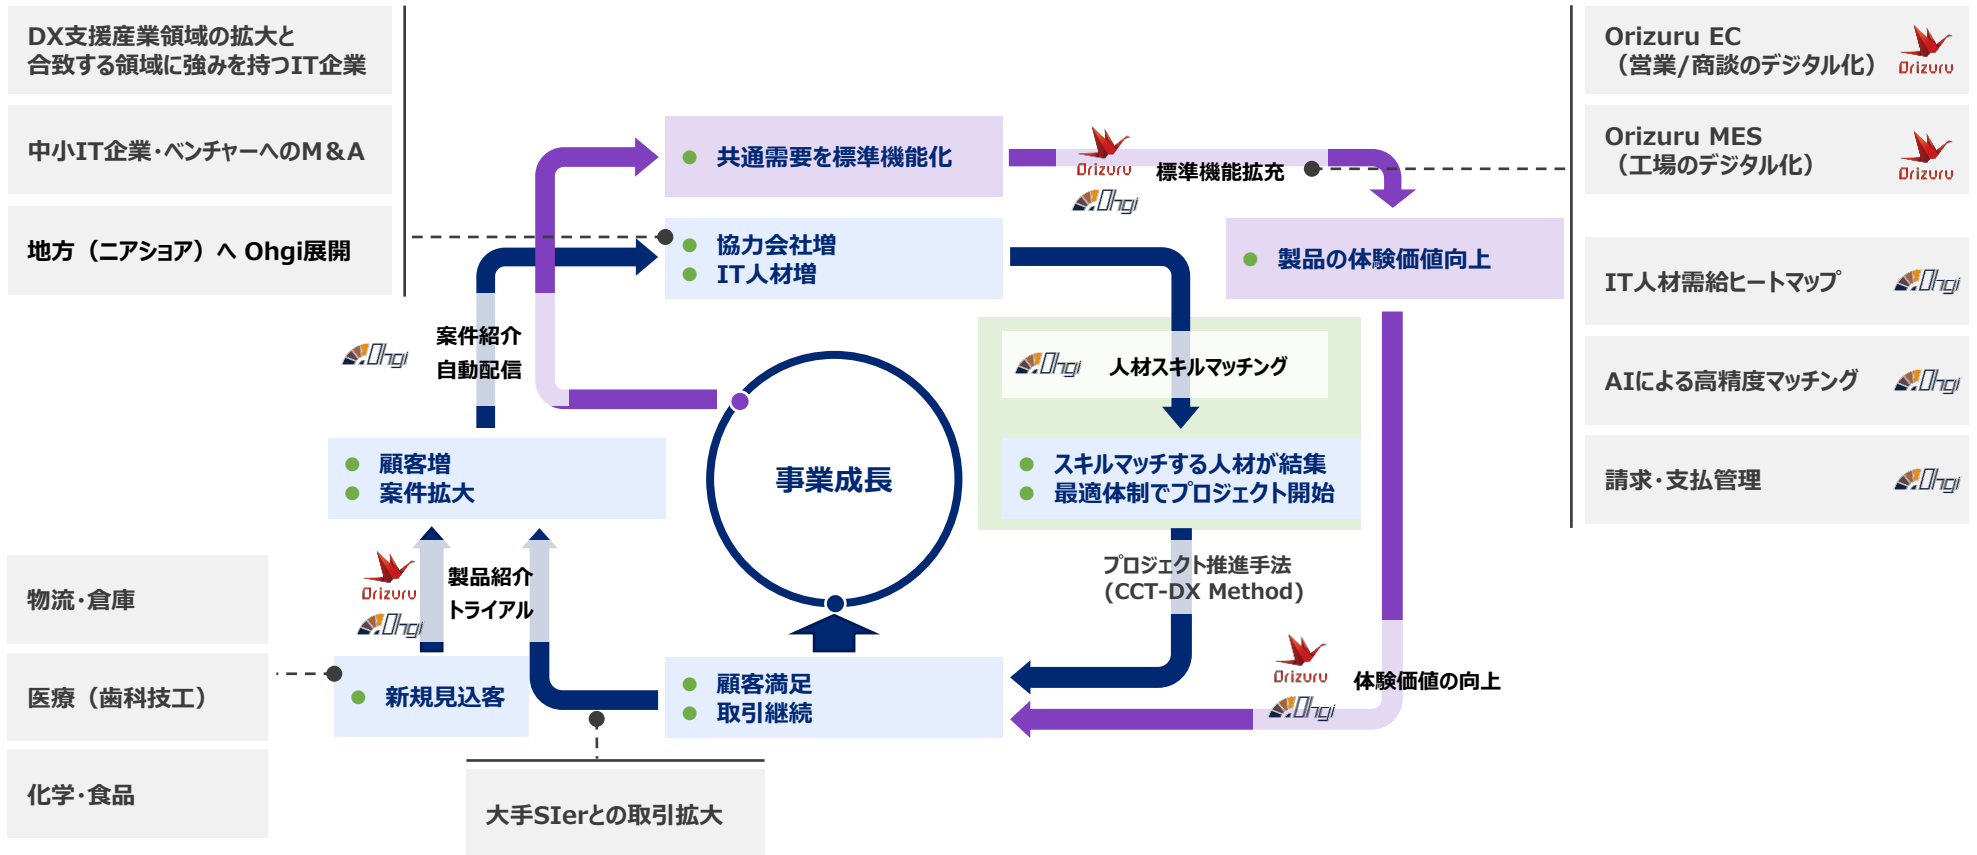 DX支援産業領域の拡大と
合致する領域に強みを持つIT企業
中小IT企業・ベンチャーへのM&A
地方（ニアショア）へ Ohgi展開
共通需要を標準機能化
Orizuru
Ohgi
標準機能拡充
協力会社増
IT人材増
製品の体験価値向上
Ohgi
案件紹介
自動配信
Ohgi
人材スキルマッチング
顧客増
案件拡大
事業成長
スキルマッチする人材が結集
最適体制でプロジェクト開始
プロジェクト推進手法
(CCT-DX Method)
Orizuru
Ohgi
製品紹介
トライアル
新規見込客
顧客満足
取引継続
Orizuru
Ohgi
体験価値の向上
物流・倉庫
医療（歯科技工）
化学・食品
大手SIerとの取引拡大
Orizuru EC
（営業/商談のデジタル化）
Orizuru
Orizuru MES
（工場のデジタル化）
Orizuru
IT人材需給ヒートマップ
Ohgi
AIによる高精度マッチング
Ohgi
請求・支払管理
Ohgi